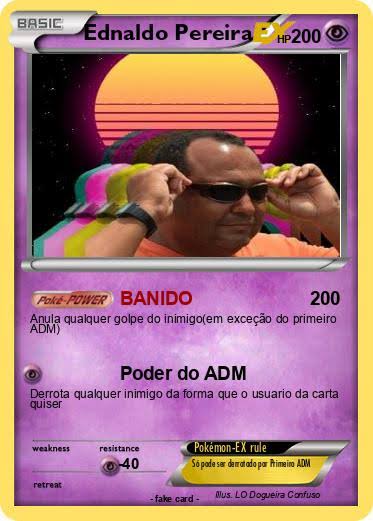 BASIC
Ednaldo Pereira EX HP 200
Poké-POWER BANIDO 200
Anula qualquer golpe do inimigo(em exceção do primeiro
ADM)
Poder do ADM
Derrota qualquer inimigo da forma que o usuario da carta
quiser
weakness resistance
-40
retreat
Pokémon-EX rule
Só pode ser derrotado por Primeiro ADM
- fake card -
Illus. LO Dogueira Confuso